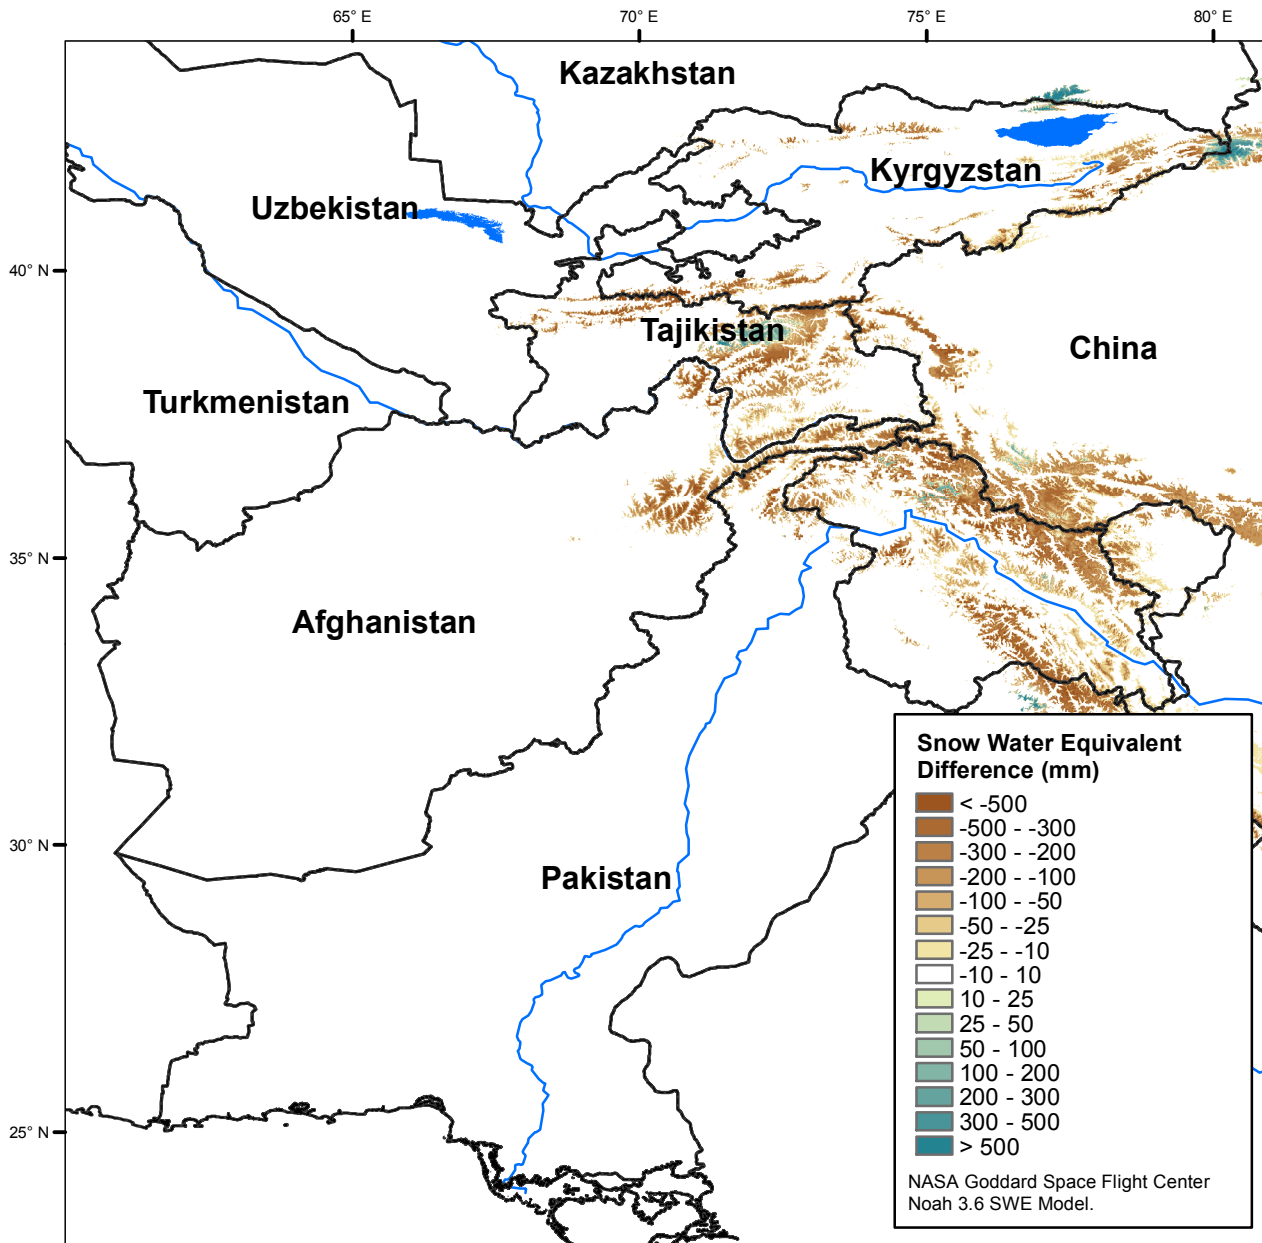 65° E
70° E
75° E
80° E
Kazakhstan
Kyrgyzstan
Uzbekistan
40° N
Tajikistan
China
Turkmenistan
35° N
Afghanistan
Snow Water Equivalent
Difference (mm)
< -500
-500 - -300
-300 - -200
-200 - -100
-100 - -50
-50 - -25
-25 - -10
-10 - 10
10 - 25
25 - 50
50 - 100
100 - 200
200 - 300
300 - 500
> 500
30° N
Pakistan
25° N
NASA Goddard Space Flight Center
Noah 3.6 SWE Model.